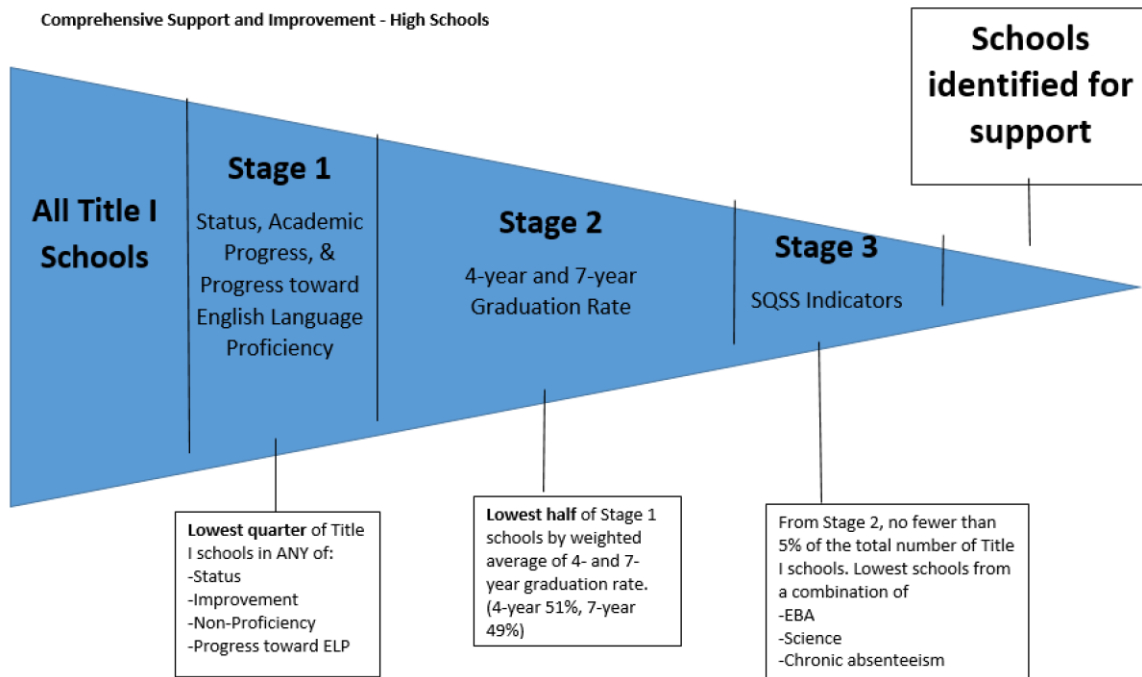 Comprehensive Support and Improvement - High Schools
Schools
identified for
support
All Title I
Schools
Stage 1
Status, Academic
Progress, &
Progress toward
English Language
Proficiency
Stage 2
4-year and 7-year
Graduation Rate
Stage 3
SQSS Indicators
Lowest quarter of Title
I schools in ANY of:
-Status
-Improvement
-Non-Proficiency
-Progress toward ELP
Lowest half of Stage 1
schools by weighted
average of 4- and 7-
year graduation rate.
(4-year 51%, 7-year
49%)
From Stage 2, no fewer than
5% of the total number of Title
I schools. Lowest schools from
a combination of
-EBA
-Science
-Chronic absenteeism